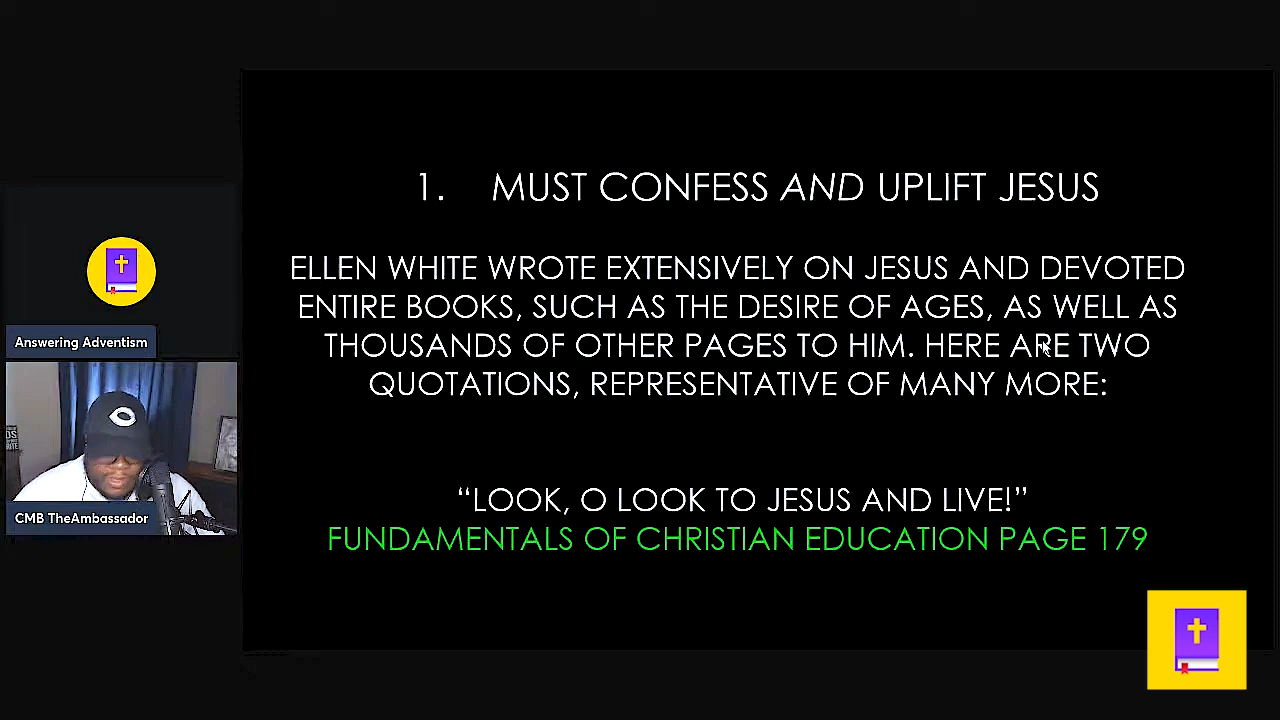 1. MUST CONFESS AND UPLIFT JESUS
ELLEN WHITE WROTE EXTENSIVELY ON JESUS AND DEVOTED
ENTIRE BOOKS, SUCH AS THE DESIRE OF AGES, AS WELL AS
THOUSANDS OF OTHER PAGES TO HIM. HERE ARE TWO
QUOTATIONS, REPRESENTATIVE OF MANY MORE:
“LOOK, O LOOK TO JESUS AND LIVE!”
FUNDAMENTALS OF CHRISTIAN EDUCATION PAGE 179
Answering Adventism
CMB TheAmbassador